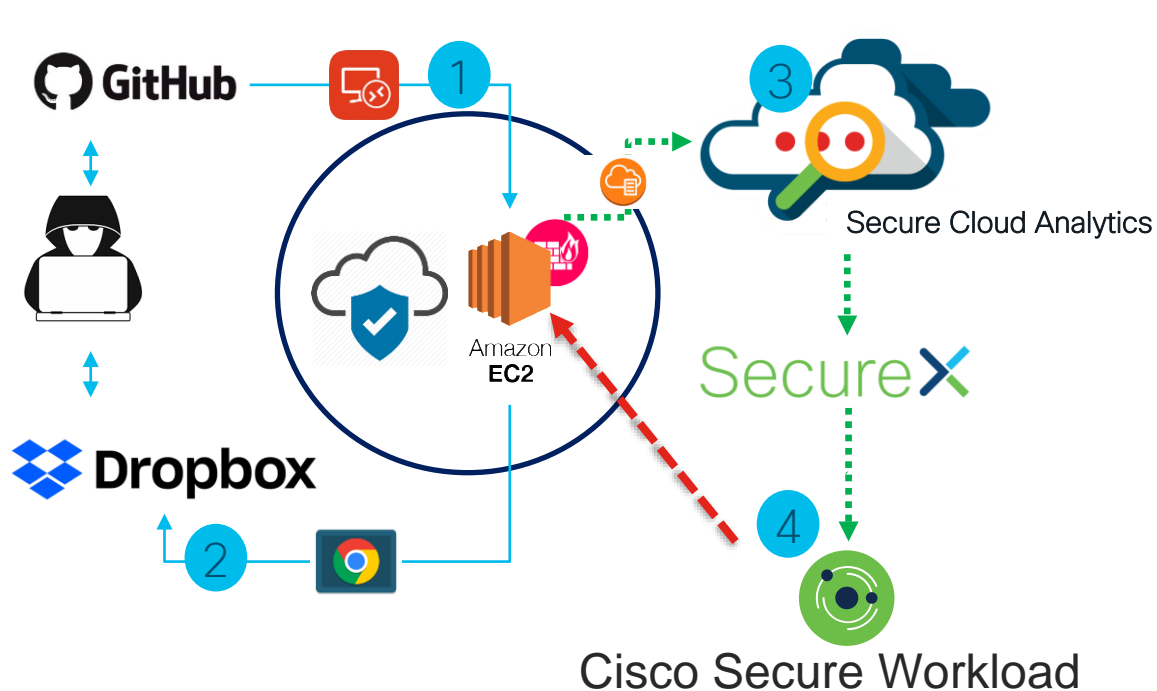 GitHub
1
3
Secure Cloud Analytics
Amazon
EC2
SecureX
Dropbox
2
4
Cisco Secure Workload